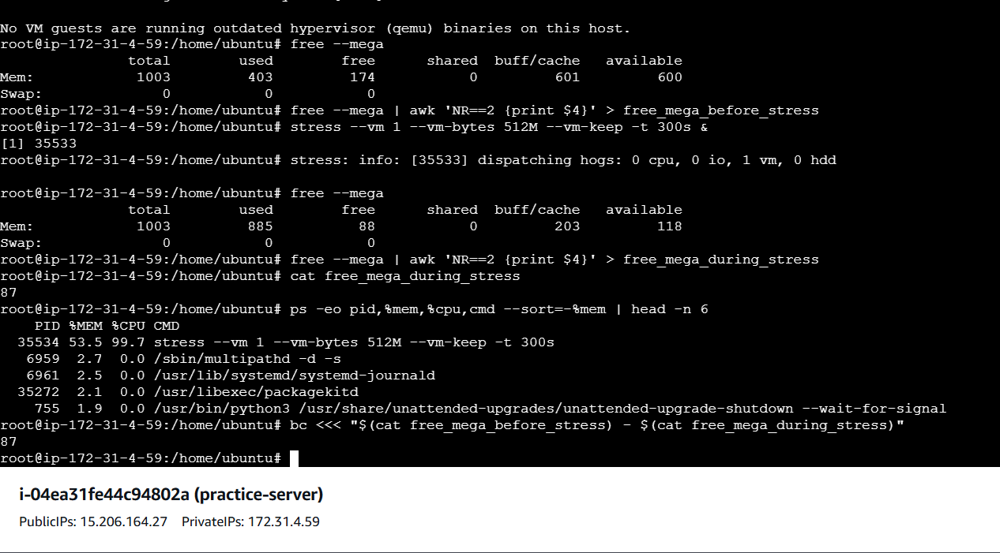 No VM guests are running outdated hypervisor (qemu) binaries on this host.
root@ip-172-31-4-59:/home/ubuntu# free --mega
               total        used        free      shared  buff/cache   available
Mem:            1003         403         174           0         601         600
Swap:              0           0           0
root@ip-172-31-4-59:/home/ubuntu# free --mega | awk 'NR==2 {print $4}' > free_mega_before_stress
root@ip-172-31-4-59:/home/ubuntu# stress --vm 1 --vm-bytes 512M --vm-keep -t 300s &
[1] 35533
root@ip-172-31-4-59:/home/ubuntu# stress: info: [35533] dispatching hogs: 0 cpu, 0 io, 1 vm, 0 hdd
root@ip-172-31-4-59:/home/ubuntu# free --mega
               total        used        free      shared  buff/cache   available
Mem:            1003         885          88           0         203         118
Swap:              0           0           0
root@ip-172-31-4-59:/home/ubuntu# free --mega | awk 'NR==2 {print $4}' > free_mega_during_stress
root@ip-172-31-4-59:/home/ubuntu# cat free_mega_during_stress
87
root@ip-172-31-4-59:/home/ubuntu# ps -eo pid,%mem,%cpu,cmd --sort=-%mem | head -n 6
    PID %MEM %CPU CMD
  35534 53.5 99.7 stress --vm 1 --vm-bytes 512M --vm-keep -t 300s
   6959  2.7  0.0 /sbin/multipathd -d -s
   6961  2.5  0.0 /usr/lib/systemd/systemd-journald
  35272  2.1  0.0 /usr/libexec/packagekitd
    755  1.9  0.0 /usr/bin/python3 /usr/share/unattended-upgrades/unattended-upgrade-shutdown --wait-for-signal
root@ip-172-31-4-59:/home/ubuntu# bc <<< "$(cat free_mega_before_stress) - $(cat free_mega_during_stress)"
87
root@ip-172-31-4-59:/home/ubuntu#
i-04ea31fe44c94802a (practice-server)
PublicIPs: 15.206.164.27    PrivateIPs: 172.31.4.59